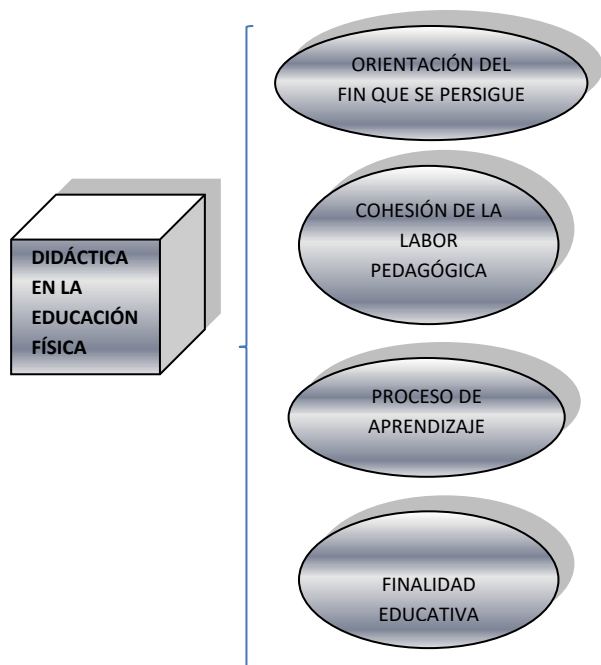 DIDÁCTICA
EN LA
EDUCACIÓN
FÍSICA
ORIENTACIÓN DEL
FIN QUE SE PERSIGUE
COHESIÓN DE LA
LABOR
PEDAGÓGICA
PROCESO DE
APRENDIZAJE
FINALIDAD
EDUCATIVA